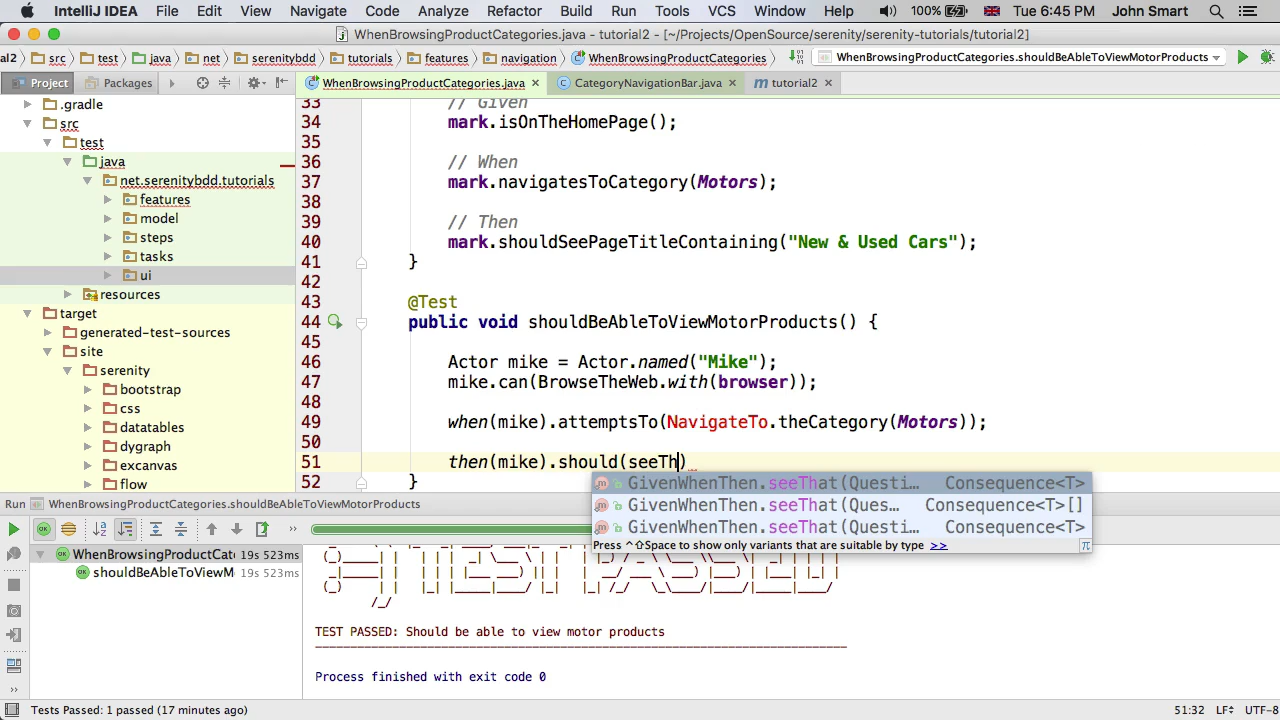 IntelliJ IDEA File Edit View Navigate Code Analyze Refactor Build Run Tools VCS Window Help 100% Tue 6:45 PM John Smart
WhenBrowsingProductCategories.java - tutorial2 - [~/Projects/OpenSource/serenity/serenity-tutorials/tutorial2]
al2 src test java net serenitybdd tutorials features navigation WhenBrowsingProductCategories WhenBrowsingProductCategories.shouldBeAbleToViewMotorProducts
Project Packages WhenBrowsingProductCategories.java CategoryNavigationBar.java tutorial2
.gradle
src
test
java
net.serenitybdd.tutorials
features
model
steps
tasks
ui
resources
target
generated-test-sources
site
serenity
bootstrap
css
datatables
dygraph
excanvas
flow
33 // Given
34 mark.isOnTheHomePage();
35
36 // When
37 mark.navigatesToCategory(Motors);
38
39 // Then
40 mark.shouldSeePageTitleContaining("New & Used Cars");
41 }
42
43 @Test
44 public void shouldBeAbleToViewMotorProducts() {
45
46 Actor mike = Actor.named("Mike");
47 mike.can(BrowseTheWeb.with(browser));
48
49 when(mike).attemptsTo(NavigateTo.theCategory(Motors));
50
51 then(mike).should(seeTh)
52 }
GivenWhenThen.seeThat(Questi… Consequence<T>
GivenWhenThen.seeThat(Ques… Consequence<T>[]
GivenWhenThen.seeThat(Questi… Consequence<T>
Press ^⇧Space to show only variants that are suitable by type >> π
Run WhenBrowsingProductCategories.shouldBeAbleToViewMotorProducts
WhenBrowsingProductCate 19s 523ms
shouldBeAbleToViewM 19s 523ms
TEST PASSED: Should be able to view motor products
Process finished with exit code 0
Tests Passed: 1 passed (17 minutes ago) 51:32 LF÷ UTF-8